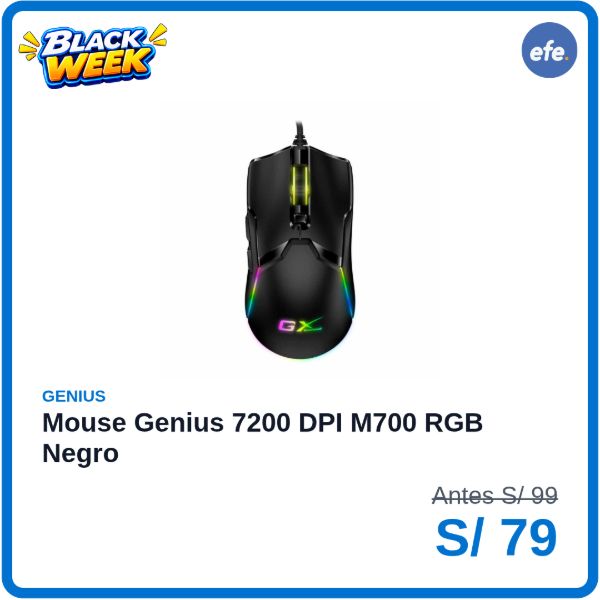 BLACK
WEEK
efe.
GX
GENIUS
Mouse Genius 7200 DPI M700 RGB
Negro
Antes S/ 99
S/ 79